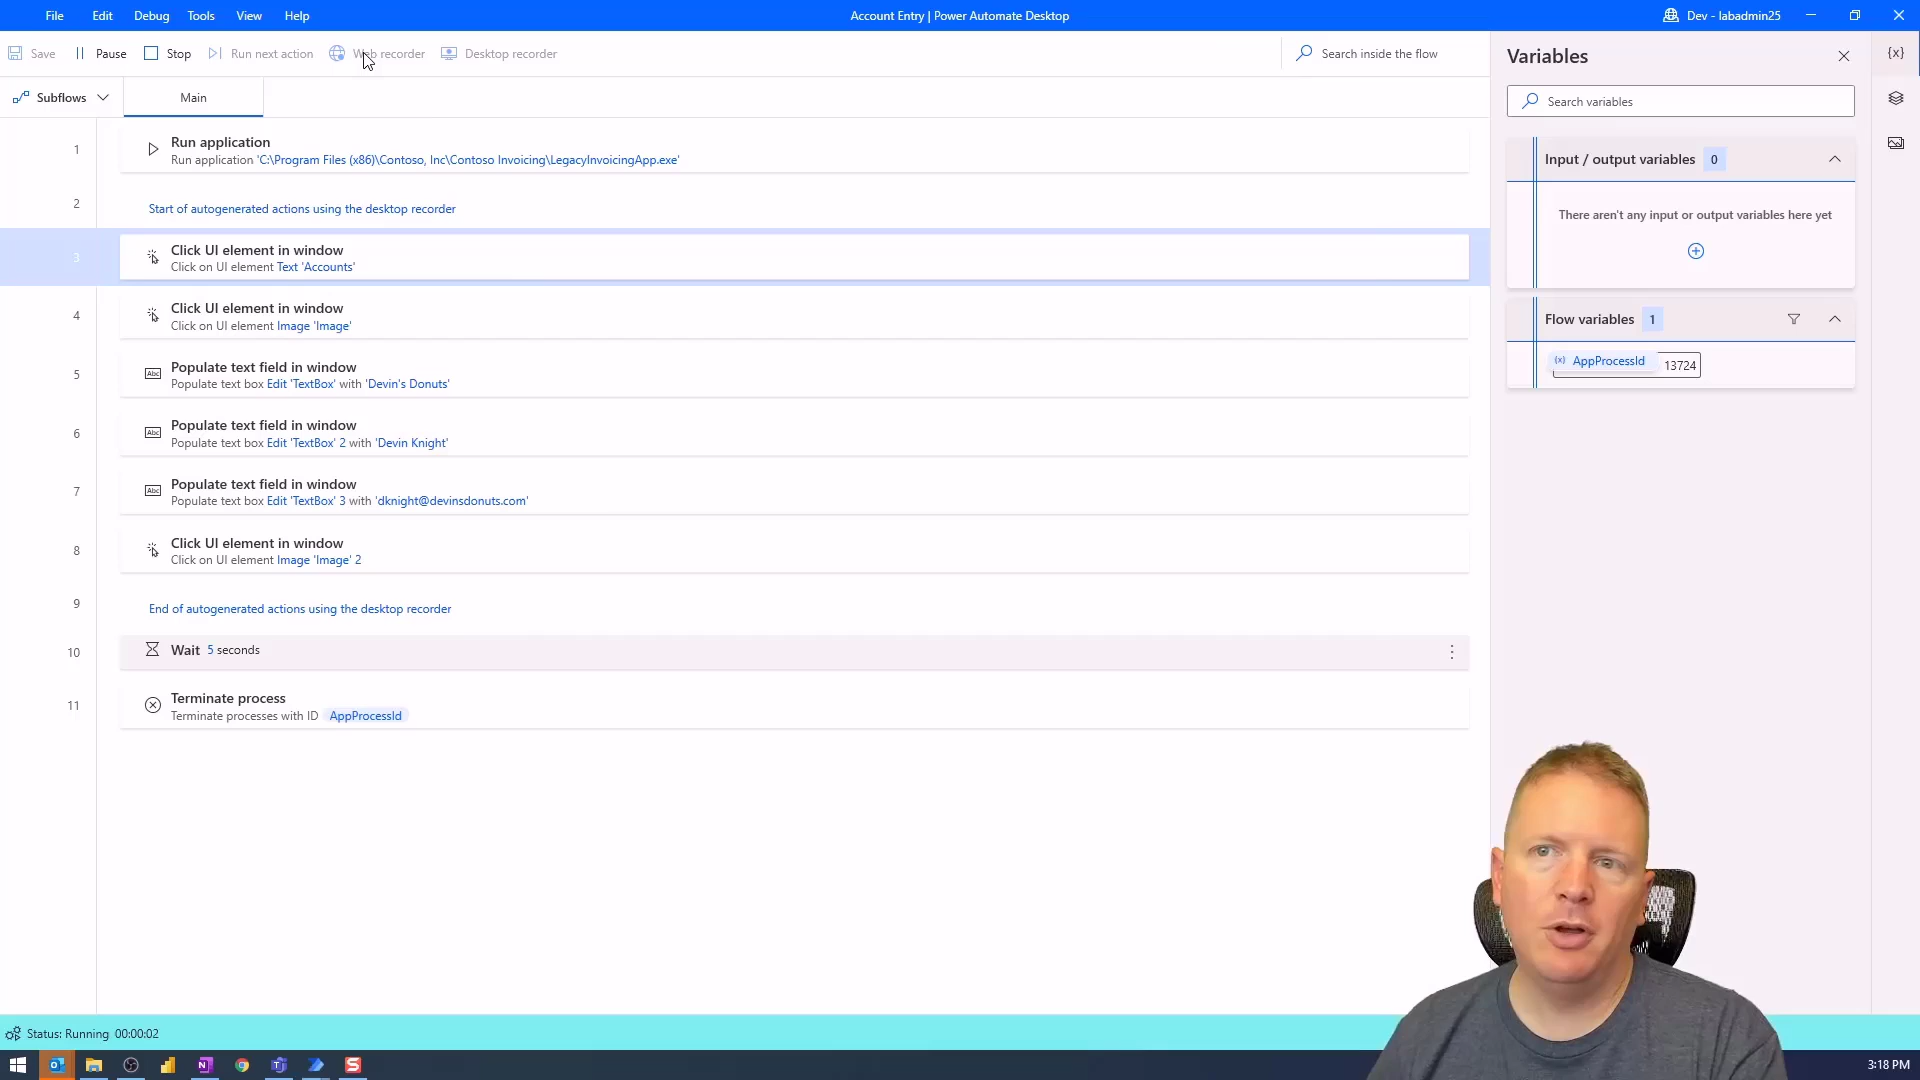 File Edit Debug Tools View Help
Account Entry | Power Automate Desktop
Dev - labadmin25
Save Pause Stop Run next action Web recorder Desktop recorder
Search inside the flow
Variables
{x}
Subflows
Main
Search variables
1
Run application
Run application 'C:\Program Files (x86)\Contoso, Inc\Contoso Invoicing\LegacyInvoicingApp.exe'
2
Start of autogenerated actions using the desktop recorder
3
Click UI element in window
Click on UI element Text 'Accounts'
4
Click UI element in window
Click on UI element Image 'Image'
5
Abc
Populate text field in window
Populate text box Edit 'TextBox' with 'Devin's Donuts'
6
Abc
Populate text field in window
Populate text box Edit 'TextBox' 2 with 'Devin Knight'
7
Abc
Populate text field in window
Populate text box Edit 'TextBox' 3 with 'dknight@devinsdonuts.com'
8
Click UI element in window
Click on UI element Image 'Image' 2
9
End of autogenerated actions using the desktop recorder
10
Wait 5 seconds
11
Terminate process
Terminate processes with ID AppProcessId
Input / output variables 0
There aren't any input or output variables here yet
Flow variables 1
{x} AppProcessId 13724
Status: Running 00:00:02
3:18 PM